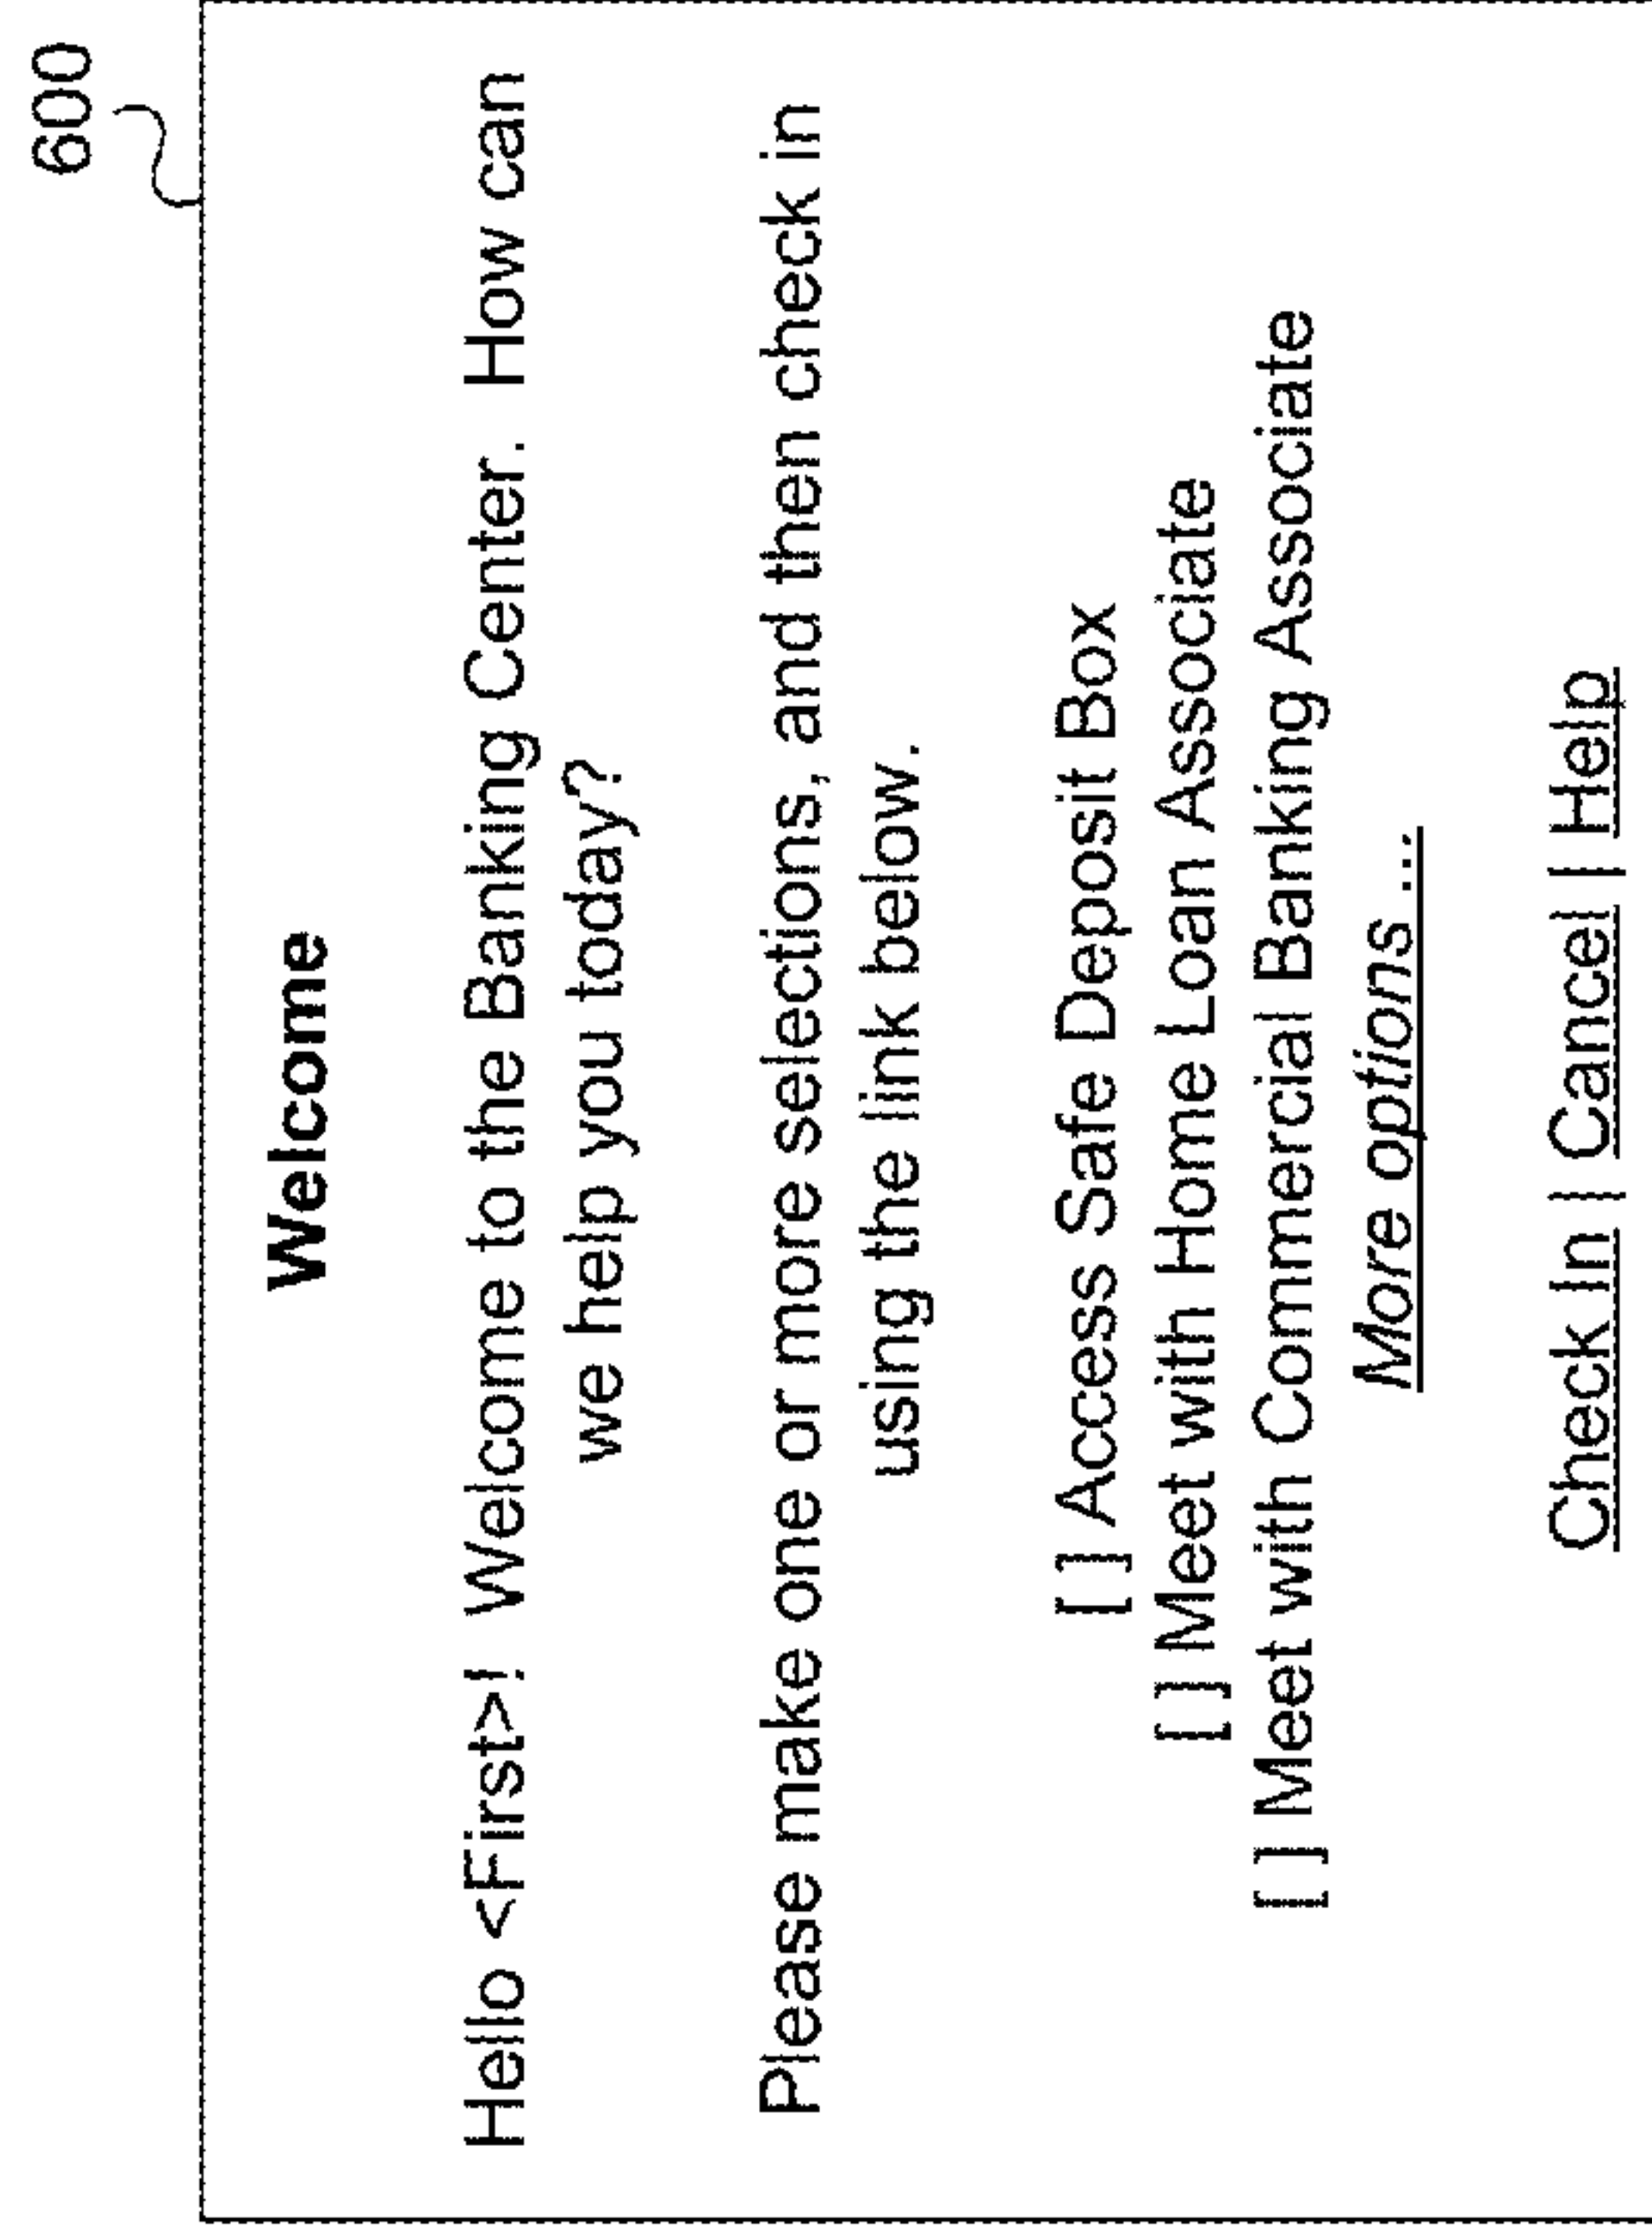 600
Welcome
Hello <First>! Welcome to the Banking Center. How can
we help you today?
Please make one or more selections, and then check in
using the link below.
[ ] Access Safe Deposit Box
[ ] Meet with Home Loan Associate
[ ] Meet with Commercial Banking Associate
More options ...
Check In | Cancel | Help